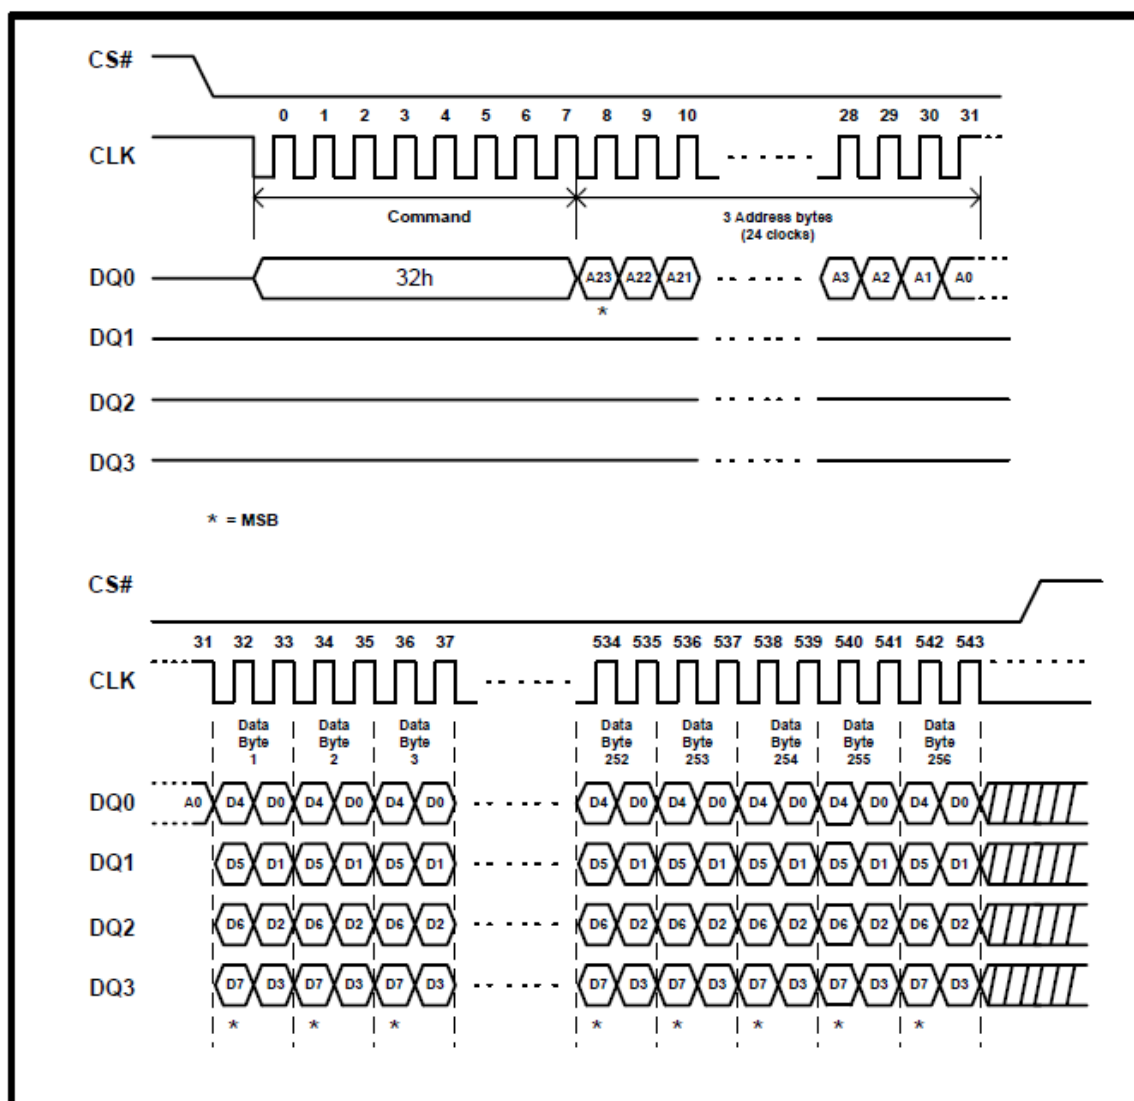 CS#
0 1 2 3 4 5 6 7 8 9 10 28 29 30 31
CLK
Command
3 Address bytes
(24 clocks)
DQ0 32h A23 A22 A21 A3 A2 A1 A0
*
DQ1
DQ2
DQ3
* = MSB
CS#
31 32 33 34 35 36 37 534 535 536 537 538 539 540 541 542 543
CLK
Data Data Data Data Data Data Data Data
Byte Byte Byte Byte Byte Byte Byte Byte
1 2 3 252 253 254 255 256
DQ0 A0 D4 D0 D4 D0 D4 D0 D4 D0 D4 D0 D4 D0 D4 D0 D4 D0
DQ1 D5 D1 D5 D1 D5 D1 D5 D1 D5 D1 D5 D1 D5 D1 D5 D1
DQ2 D6 D2 D6 D2 D6 D2 D6 D2 D6 D2 D6 D2 D6 D2 D6 D2
DQ3 D7 D3 D7 D3 D7 D3 D7 D3 D7 D3 D7 D3 D7 D3 D7 D3
* * * * * * * *